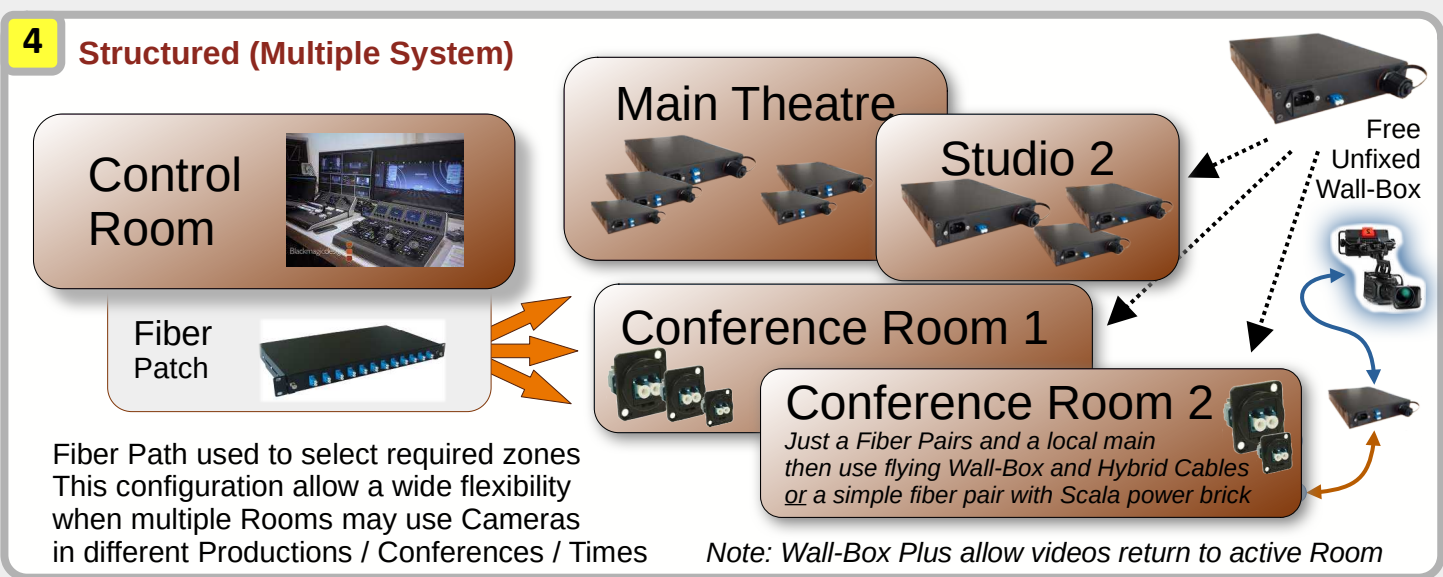 4
Structured (Multiple System)
Control
Room
Blackmagicdesign
Fiber
Patch
Main Theatre
Studio 2
Free
Unfixed
Wall-Box
Conference Room 1
Conference Room 2
Just a Fiber Pairs and a local main
then use flying Wall-Box and Hybrid Cables
or a simple fiber pair with Scala power brick
Fiber Path used to select required zones
This configuration allow a wide flexibility
when multiple Rooms may use Cameras
in different Productions / Conferences / Times
Note: Wall-Box Plus allow videos return to active Room